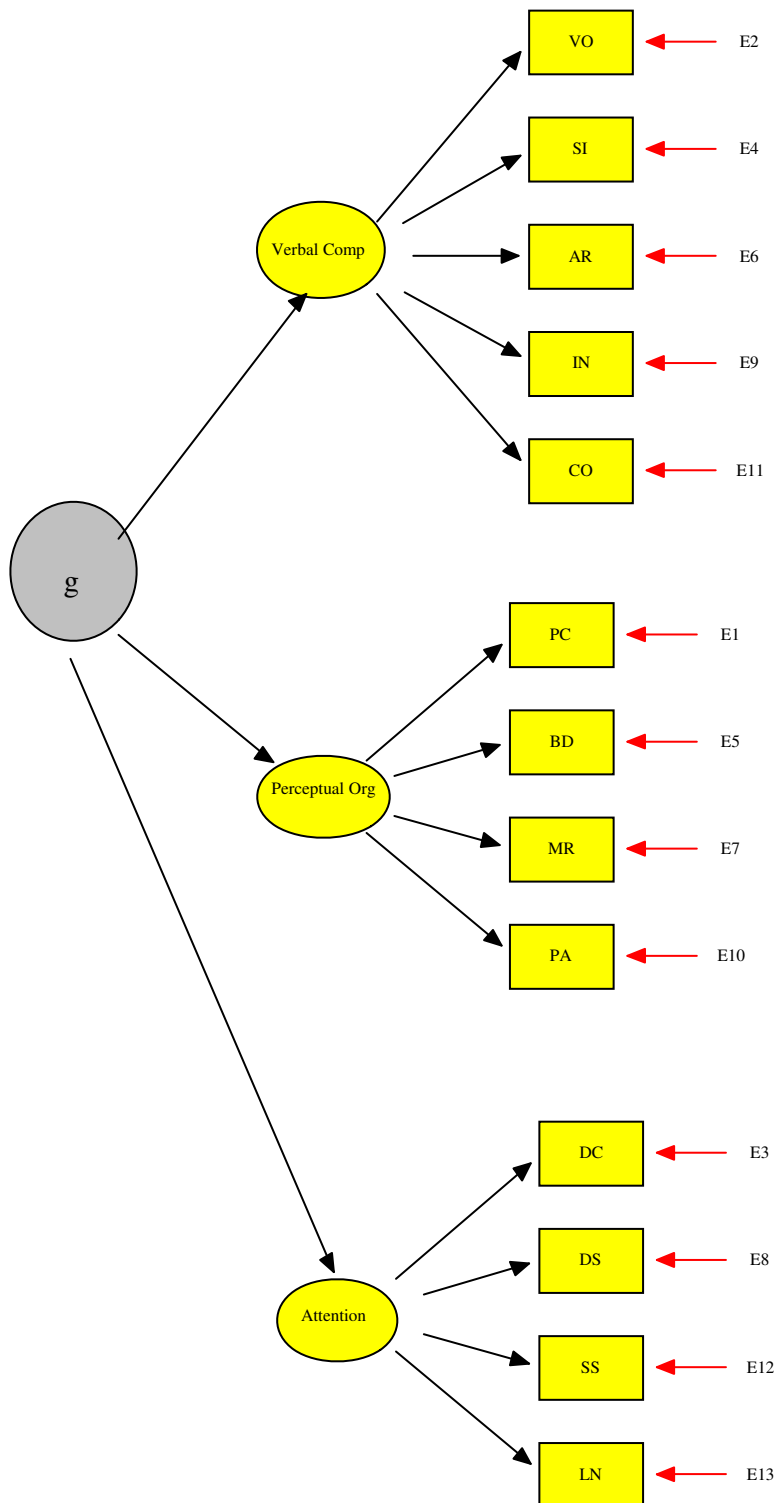 VO
E2
SI
E4
Verbal Comp
AR
E6
IN
E9
CO
E11
g
PC
E1
BD
E5
Perceptual Org
MR
E7
PA
E10
DC
E3
DS
E8
Attention
SS
E12
LN
E13